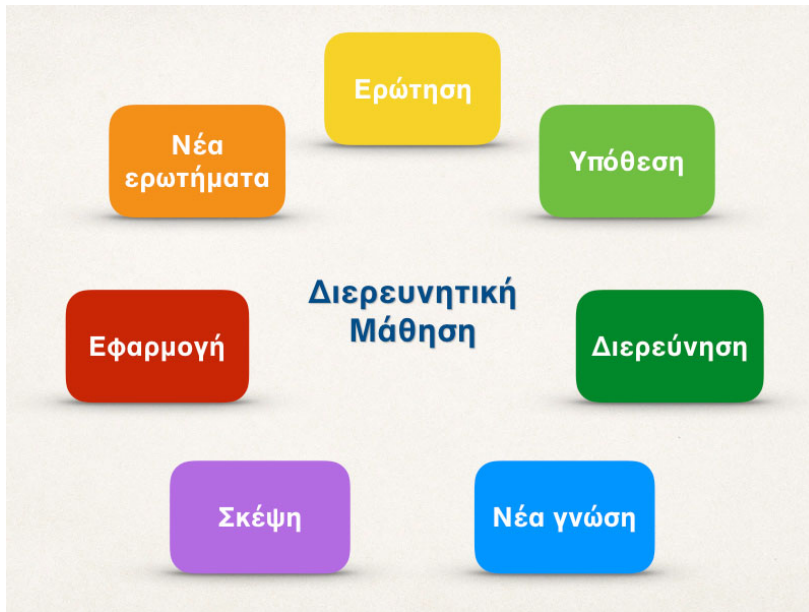 Ερώτηση
Νέα
ερωτήματα
Υπόθεση
Διερευνητική
Μάθηση
Εφαρμογή
Διερεύνηση
Σκέψη
Νέα γνώση